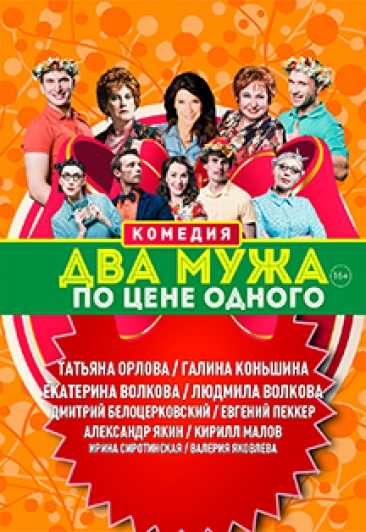 КОМЕДИЯ
ДВА МУЖА
16+
ПО ЦЕНЕ ОДНОГО
ТАТЬЯНА ОРЛОВА / ГАЛИНА КОНЬШИНА
ЕКАТЕРИНА ВОЛКОВА / ЛЮДМИЛА ВОЛКОВА
ДМИТРИЙ БЕЛОЦЕРКОВСКИЙ / ЕВГЕНИЙ ПЕККЕР
АЛЕКСАНДР ЯКИН / КИРИЛЛ МАЛОВ
ИРИНА СИРОТИНСКАЯ / ВАЛЕРИЯ ЯКОВЛЕВА